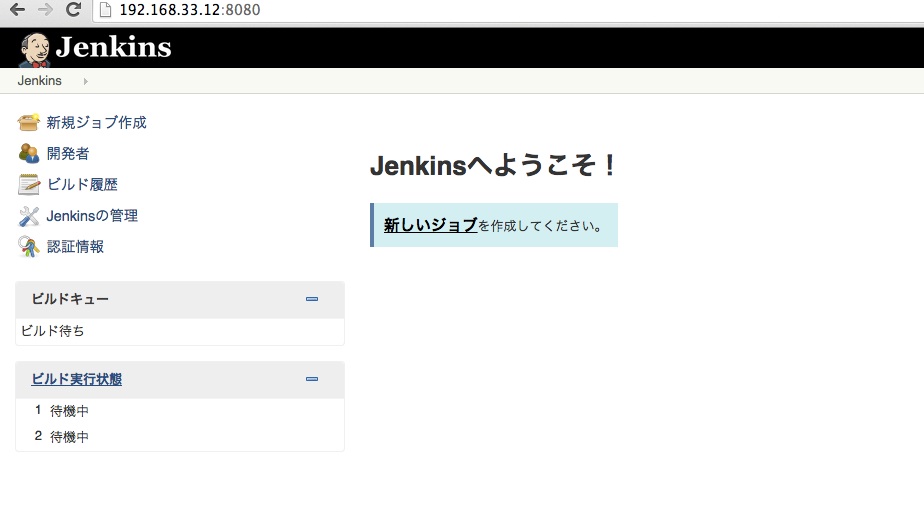 192.168.33.12:8080
Jenkins
Jenkins
新規ジョブ作成
開発者
ビルド履歴
Jenkinsの管理
認証情報
ビルドキュー
ビルド待ち
ビルド実行状態
1 待機中
2 待機中
Jenkinsへようこそ！
新しいジョブを作成してください。